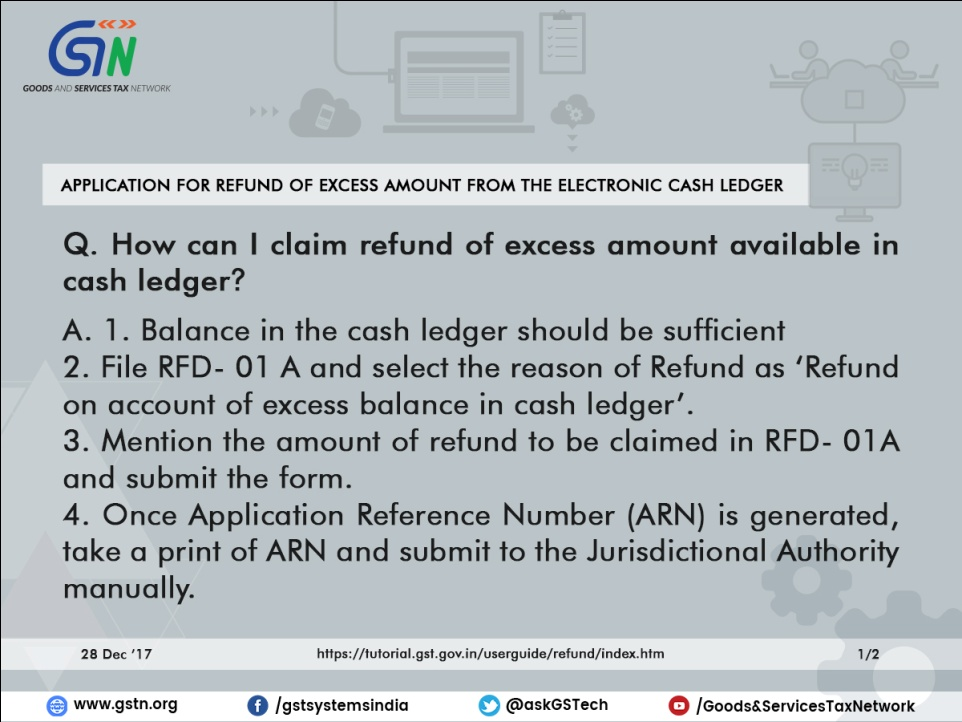 GSTN
GOODS AND SERVICES TAX NETWORK
APPLICATION FOR REFUND OF EXCESS AMOUNT FROM THE ELECTRONIC CASH LEDGER
Q. How can I claim refund of excess amount available in
cash ledger?
A. 1. Balance in the cash ledger should be sufficient
2. File RFD- 01 A and select the reason of Refund as ‘Refund
on account of excess balance in cash ledger’.
3. Mention the amount of refund to be claimed in RFD- 01A
and submit the form.
4. Once Application Reference Number (ARN) is generated,
take a print of ARN and submit to the Jurisdictional Authority
manually.
28 Dec ’17 https://tutorial.gst.gov.in/userguide/refund/index.htm 1/2
www.gstn.org /gstsystemsindia @askGSTech /Goods&ServicesTaxNetwork